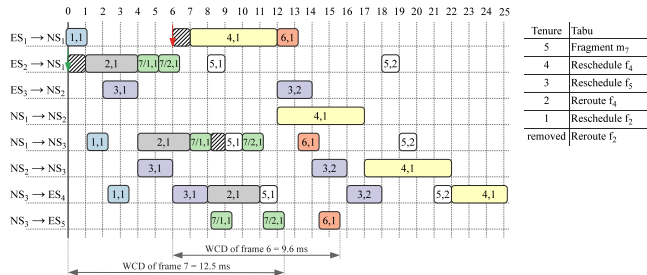 0 1 2 3 4 5 6 7 8 9 10 11 12 13 14 15 16 17 18 19 20 21 22 23 24 25
ES1 → NS1 1,1 4,1 6,1
ES2 → NS1 2,1 7/1,1 7/2,1 5,1 5,2
ES3 → NS2 3,1 3,2
NS1 → NS2 4,1
NS1 → NS3 1,1 2,1 7/1,1 5,1 7/2,1 6,1 5,2
NS2 → NS3 3,1 3,2 4,1
NS3 → ES4 1,1 3,1 2,1 5,1 3,2 5,2 4,1
NS3 → ES5 7/1,1 7/2,1 6,1
WCD of frame 6 = 9.6 ms
WCD of frame 7 = 12.5 ms
Tenure Tabu
5 Fragment m7
4 Reschedule f4
3 Reschedule f5
2 Reroute f4
1 Reschedule f2
removed Reroute f2